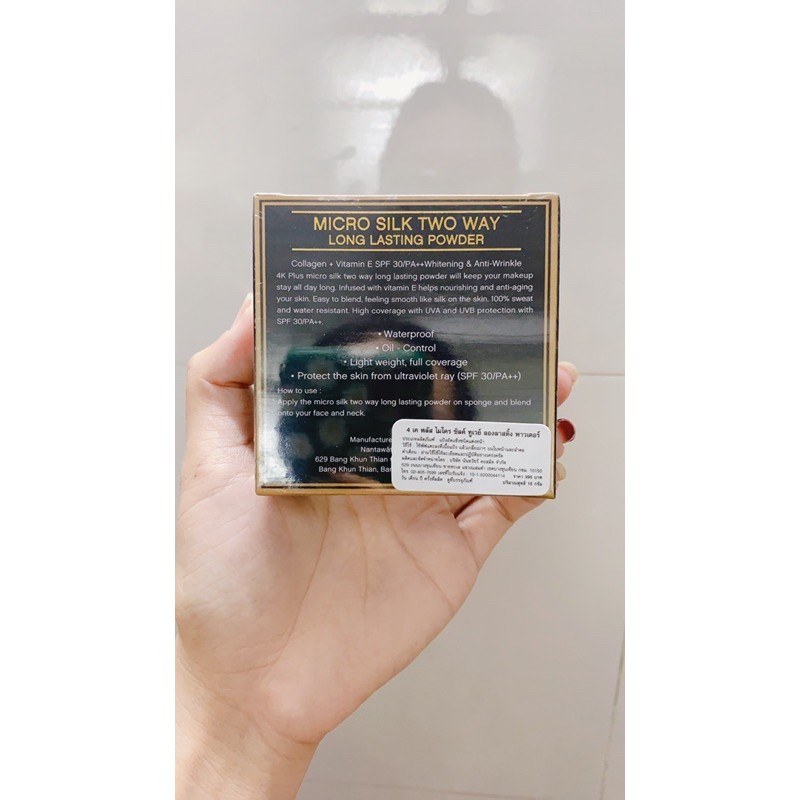 MICRO SILK TWO WAY
LONG LASTING POWDER
Collagen + Vitamin E SPF 30/PA++Whitening & Anti-Wrinkle
4K Plus micro silk two way long lasting powder will keep your makeup
stay all day long. Infused with vitamin E helps nourishing and anti-aging
your skin. Easy to blend, feeling smooth like silk on the skin. 100% sweat
and water resistant. High coverage with UVA and UVB protection with
SPF 30/PA++.
• Waterproof
• Oil - Control
• Light weight, full coverage
• Protect the skin from ultraviolet ray (SPF 30/PA++)
How to use :
Apply the micro silk two way long lasting powder on sponge and blend
onto your face and neck.
Manufacture
Nantawat
629 Bang Khun Thian
Bang Khun Thian, Ban
4 เค พลัส ไมโคร ซิลค์ ทูเวย์ ลองลาสติ้ง พาวเดอร์